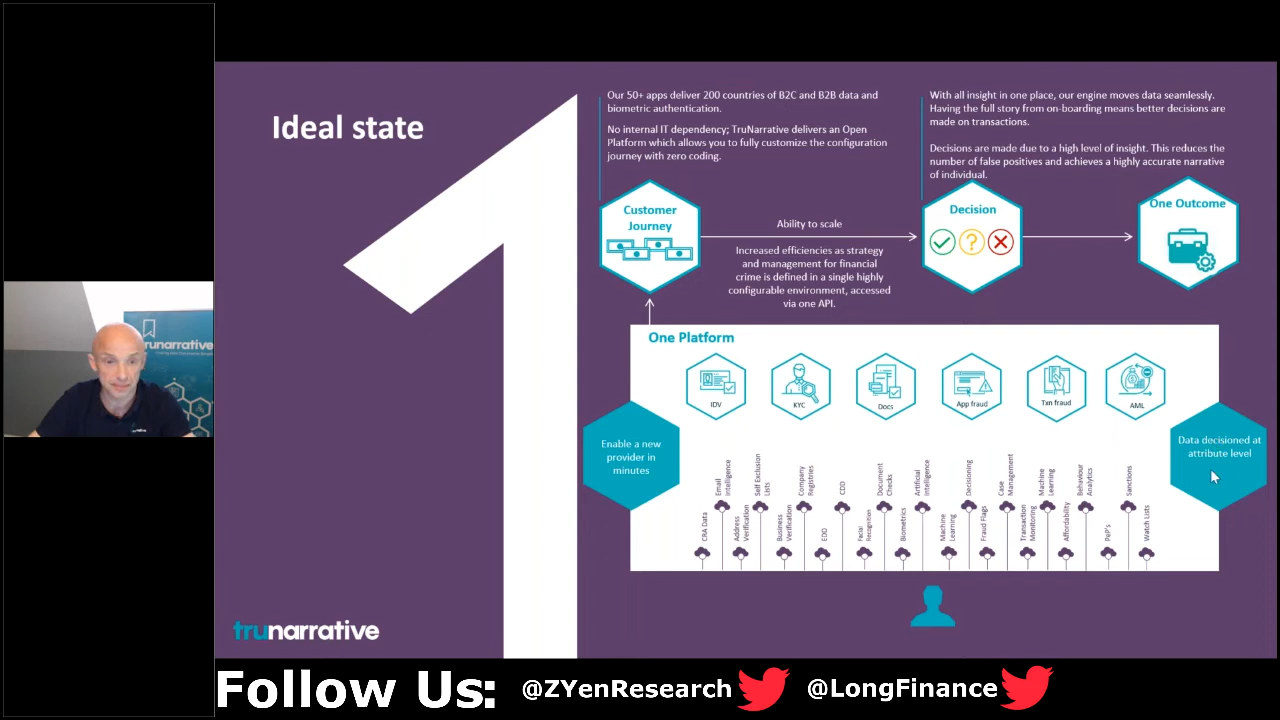 Ideal state
Our 50+ apps deliver 200 countries of B2C and B2B data and
biometric authentication.
No internal IT dependency; TruNarrative delivers an Open
Platform which allows you to fully customize the configuration
journey with zero coding.
With all insight in one place, our engine moves data seamlessly.
Having the full story from on-boarding means better decisions are
made on transactions.
Decisions are made due to a high level of insight. This reduces the
number of false positives and achieves a highly accurate narrative
of individual.
Customer
Journey
Ability to scale
Increased efficiencies as strategy
and management for financial
crime is defined in a single highly
configurable environment, accessed
via one API.
Decision
One Outcome
One Platform
IDV
KYC
Docs
App fraud
Txn fraud
AML
Enable a new
provider in
minutes
Data decisioned at
attribute level
CRA Data
Email
Intelligence
Address
Verification
Self Exclusion
Lists
Business
Verification
Company
Registries
EDD
CDD
Facial
Recognition
Document
Checks
Biometrics
Artificial
Intelligence
Machine
Learning
Decisioning
Fraud Flags
Case
Management
Transaction
Monitoring
Machine
Learning
Affordability
Behaviour
Analytics
PeP's
Sanctions
Watch Lists
trunarrative
runarrative
Follow Us: @ZYenResearch @LongFinance